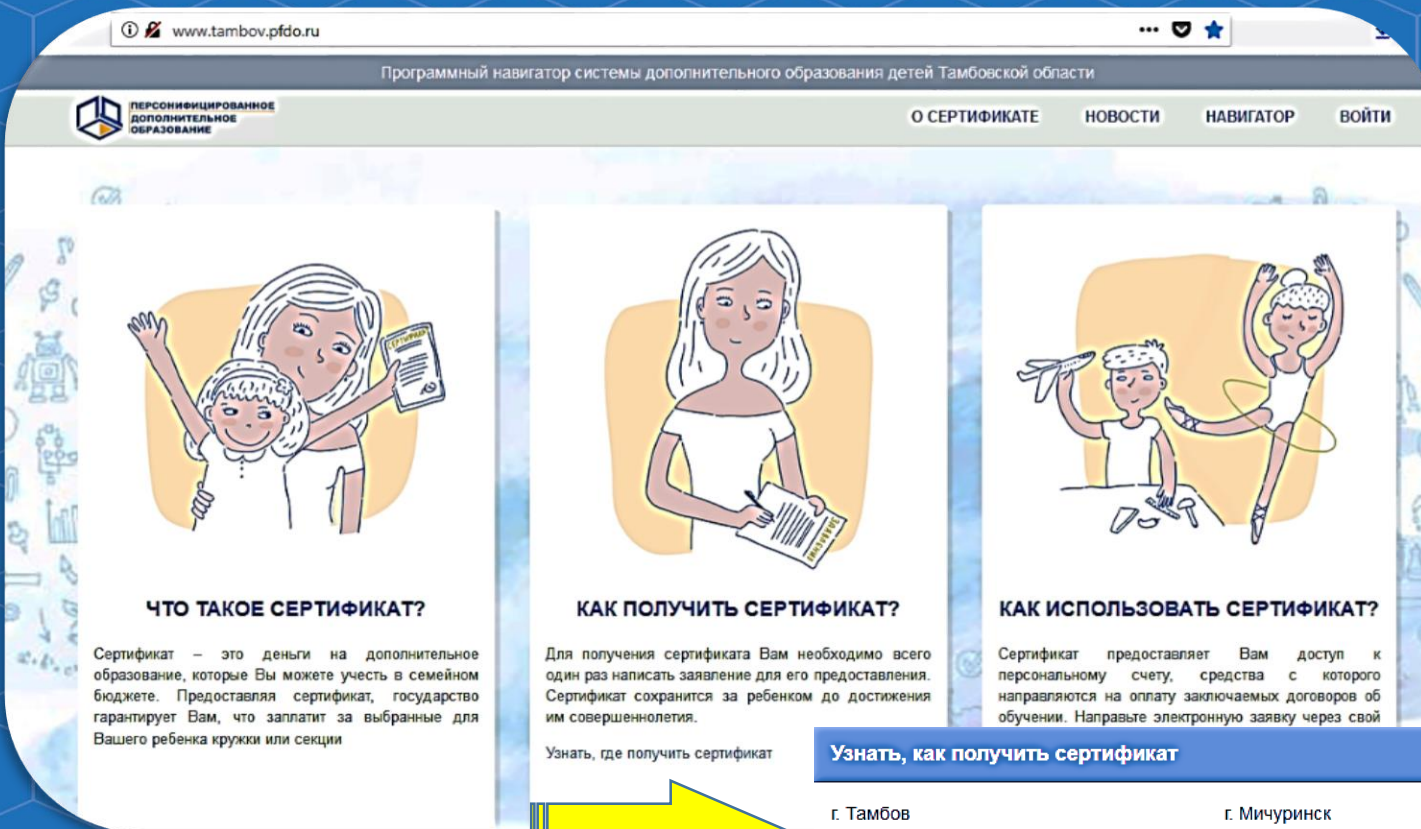 www.tambov.pfdo.ru
Программный навигатор системы дополнительного образования детей Тамбовской области
ПЕРСОНИФИЦИРОВАННОЕ
ДОПОЛНИТЕЛЬНОЕ
ОБРАЗОВАНИЕ
О СЕРТИФИКАТЕ НОВОСТИ НАВИГАТОР ВОЙТИ
СЕРТИФИКАТ
ЗАЯВЛЕНИЕ
ЧТО ТАКОЕ СЕРТИФИКАТ?
Сертификат – это деньги на дополнительное
образование, которые Вы можете учесть в семейном
бюджете. Предоставляя сертификат, государство
гарантирует Вам, что заплатит за выбранные для
Вашего ребенка кружки или секции
КАК ПОЛУЧИТЬ СЕРТИФИКАТ?
Для получения сертификата Вам необходимо всего
один раз написать заявление для его предоставления.
Сертификат сохранится за ребенком до достижения
им совершеннолетия.
Узнать, где получить сертификат
КАК ИСПОЛЬЗОВАТЬ СЕРТИФИКАТ?
Сертификат предоставляет Вам доступ к
персональному счету, средства с которого
направляются на оплату заключаемых договоров об
обучении. Направьте электронную заявку через свой
Узнать, как получить сертификат
г. Тамбов г. Мичуринск